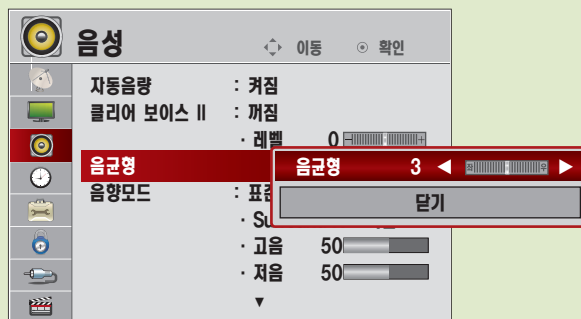 음성 이동 ⊙ 확인
자동음량 : 켜짐
클리어 보이스 II : 꺼짐
· 레벨 0
음균형
음균형 3 ◀ 좌 우 ▶
음향모드 : 표준
닫기
· 고음 50
· 저음 50
▼